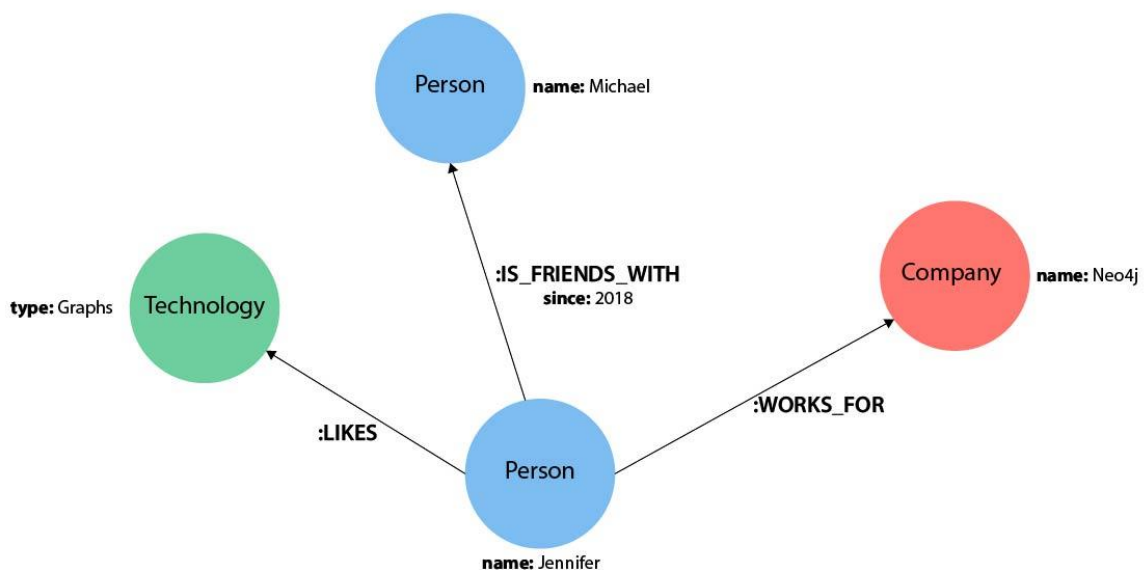 Person
name: Michael
:IS_FRIENDS_WITH
since: 2018
Company
name: Neo4j
type: Graphs
Technology
:LIKES
:WORKS_FOR
Person
name: Jennifer